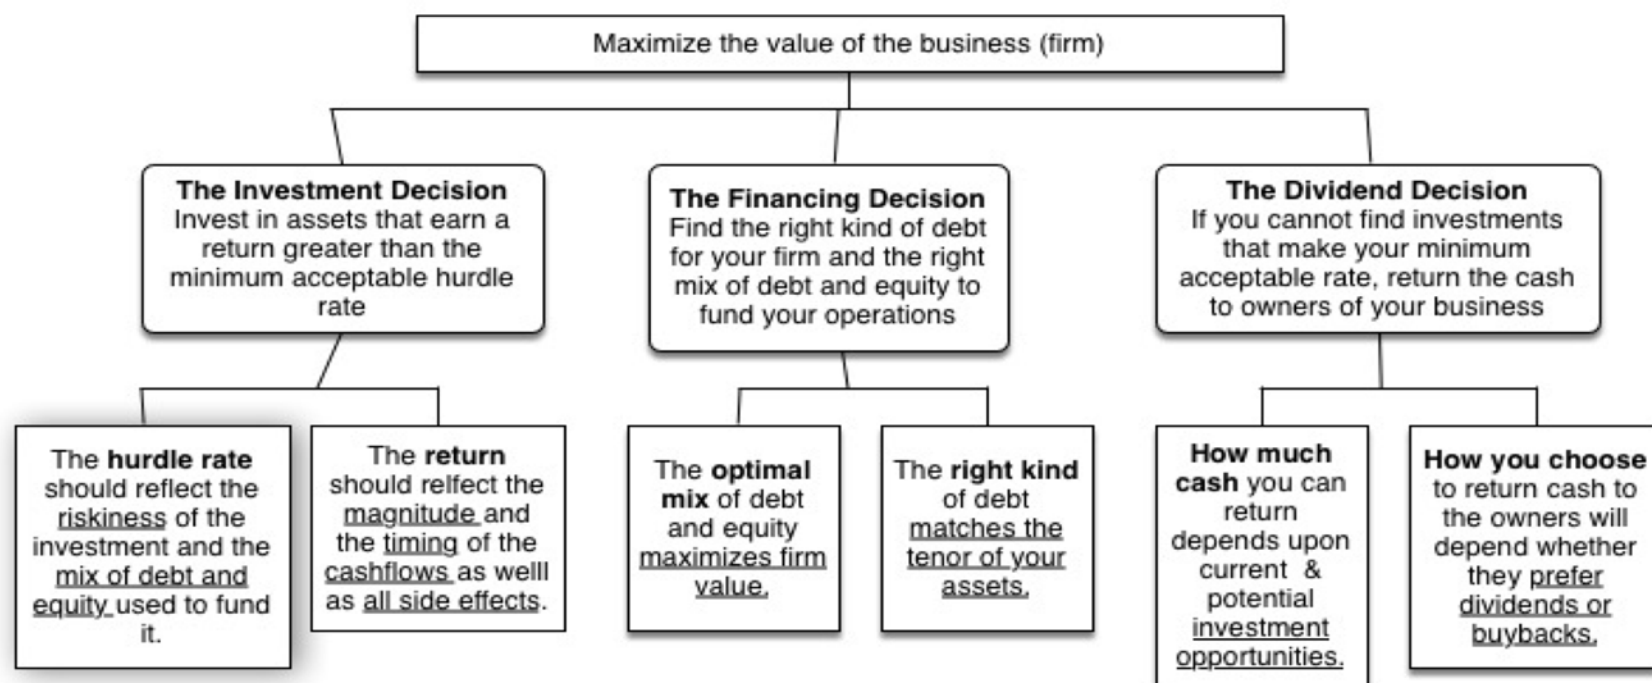 Maximize the value of the business (firm)
The Investment Decision
Invest in assets that earn a
return greater than the
minimum acceptable hurdle
rate
The Financing Decision
Find the right kind of debt
for your firm and the right
mix of debt and equity to
fund your operations
The Dividend Decision
If you cannot find investments
that make your minimum
acceptable rate, return the cash
to owners of your business
The hurdle rate
should reflect the
riskiness of the
investment and the
mix of debt and
equity used to fund
it.
The return
should relfect the
magnitude and
the timing of the
cashflows as welll
as all side effects.
The optimal
mix of debt
and equity
maximizes firm
value.
The right kind
of debt
matches the
tenor of your
assets.
How much
cash you can
return
depends upon
current &
potential
investment
opportunities.
How you choose
to return cash to
the owners will
depend whether
they prefer
dividends or
buybacks.